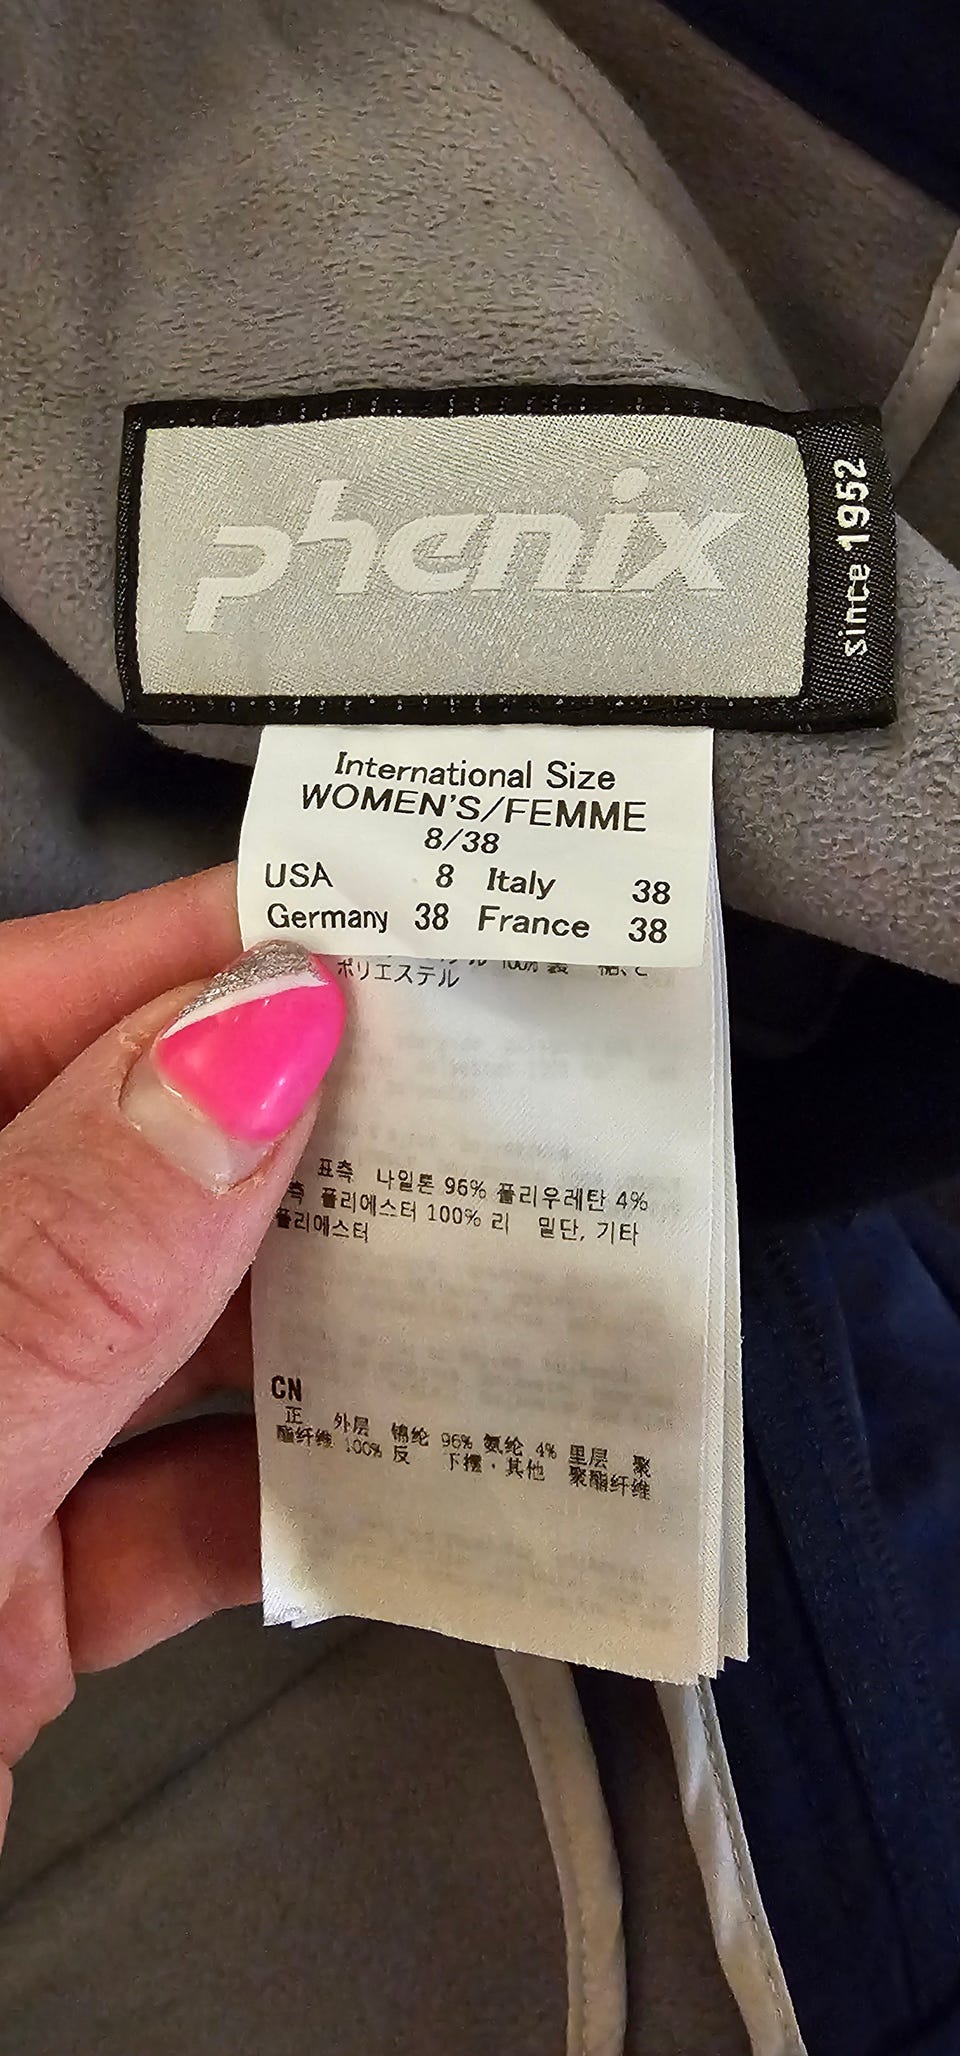 phenix
since 1952
International Size
WOMEN'S/FEMME
8/38
USA 8 Italy 38
Germany 38 France 38
100%
ポリエステル
표측 나일론 96% 폴리우레탄 4%
측 폴리에스터 100% 리 밑단, 기타
폴리에스터
CN
正 外层 锦纶 96% 氨纶 4% 里层 聚
酯纤维 100% 反 下摆・其他 聚酯纤维